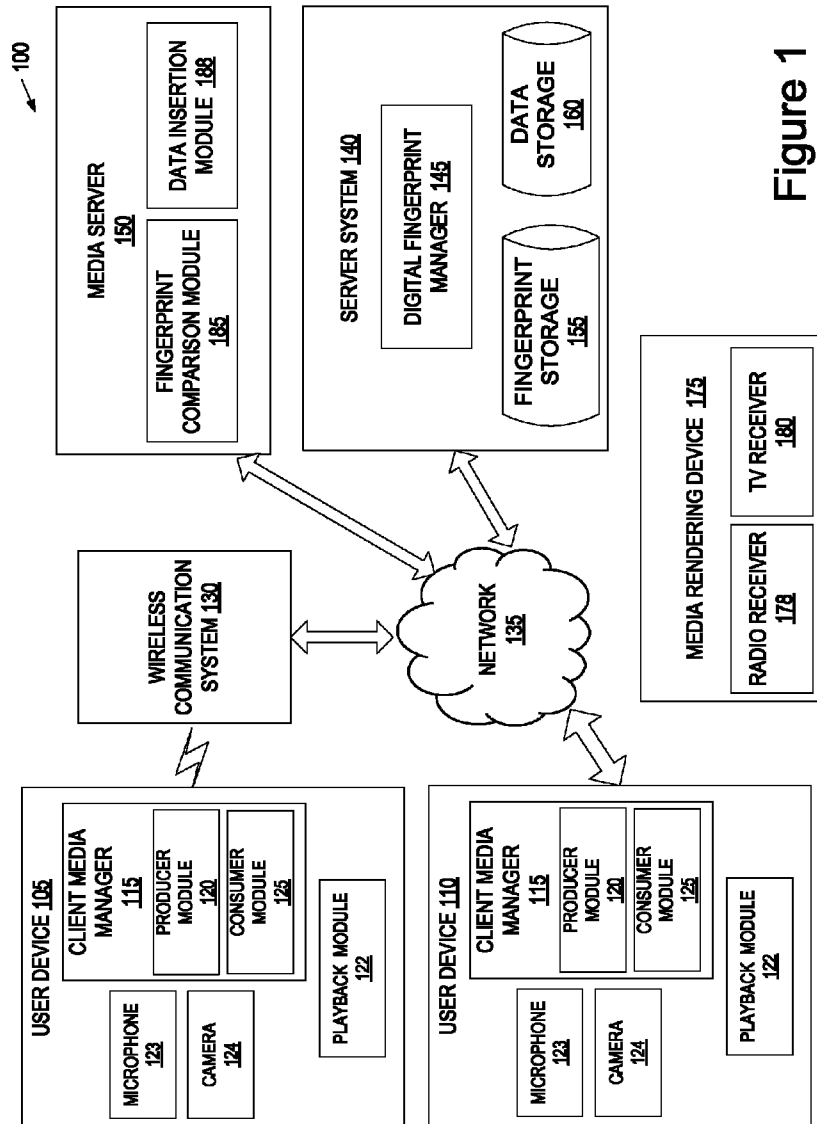 100
USER DEVICE 105
MICROPHONE
123
CAMERA
124
CLIENT MEDIA
MANAGER
115
PRODUCER
MODULE
120
CONSUMER
MODULE
125
PLAYBACK MODULE
122
WIRELESS
COMMUNICATION
SYSTEM 130
MEDIA SERVER
150
FINGERPRINT
COMPARISON MODULE
185
DATA INSERTION
MODULE 188
USER DEVICE 110
MICROPHONE
123
CAMERA
124
CLIENT MEDIA
MANAGER
115
PRODUCER
MODULE
120
CONSUMER
MODULE
125
PLAYBACK MODULE
122
NETWORK
135
SERVER SYSTEM 140
DIGITAL FINGERPRINT
MANAGER 145
FINGERPRINT
STORAGE
155
DATA
STORAGE
160
MEDIA RENDERING DEVICE 175
RADIO RECEIVER
178
TV RECEIVER
180
Figure 1